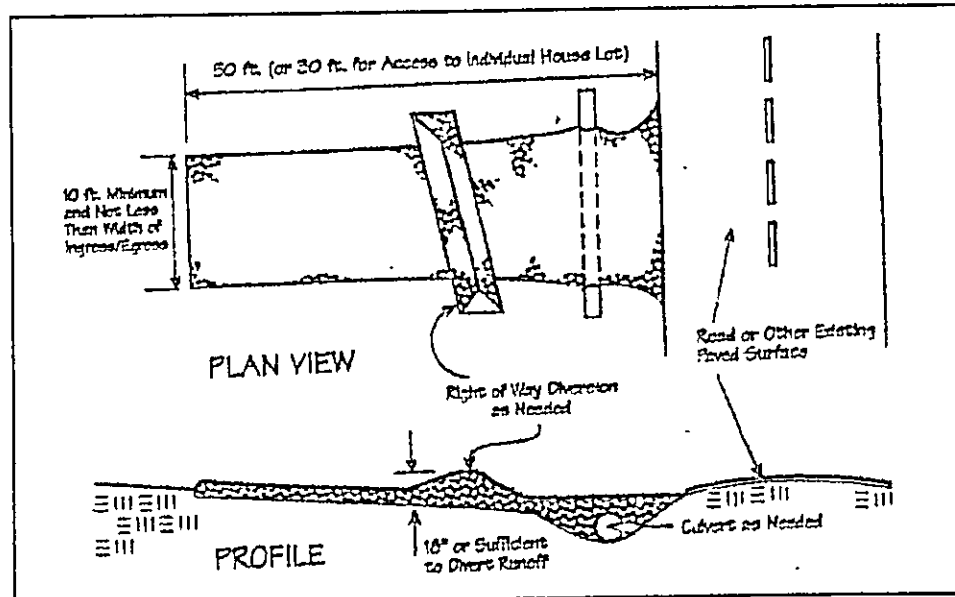 50 ft. (or 30 ft. for Access to Individual House Lot)
10 ft. Minimum
and Not Less
Than Width of
Ingress/Egress
PLAN VIEW
Right of Way Diversion
as Needed
Road or Other Existing
Paved Surface
18" or Sufficient
to Divert Runoff
Culvert as Needed
PROFILE